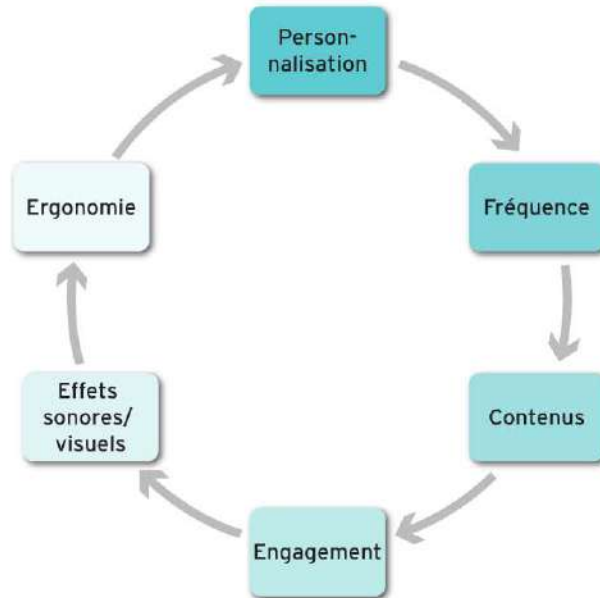 Person-
nalisation
Fréquence
Contenus
Engagement
Effets
sonores/
visuels
Ergonomie